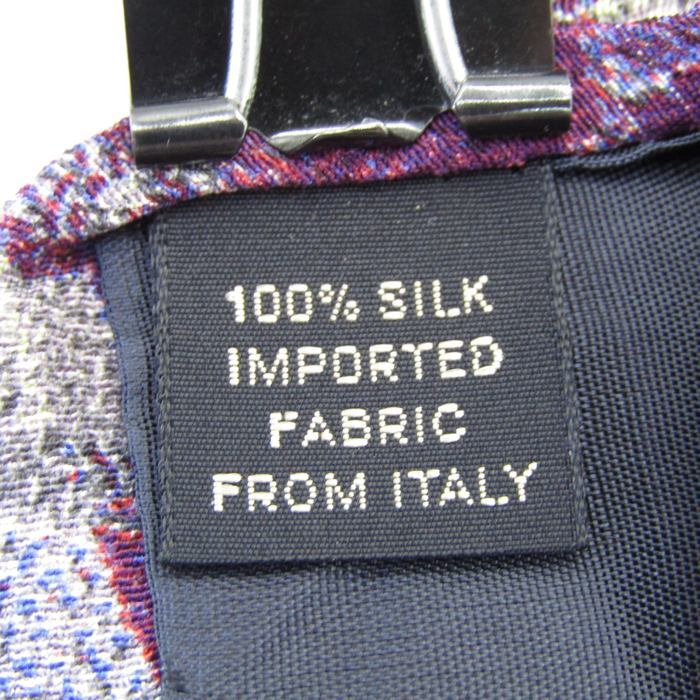 100% SILK
IMPORTED
FABRIC
FROM ITALY